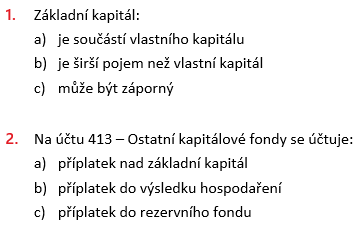 1. Základní kapitál:
a) je součástí vlastního kapitálu
b) je širší pojem než vlastní kapitál
c) může být záporný
2. Na účtu 413 – Ostatní kapitálové fondy se účtuje:
a) příplatek nad základní kapitál
b) příplatek do výsledku hospodaření
c) příplatek do rezervního fondu